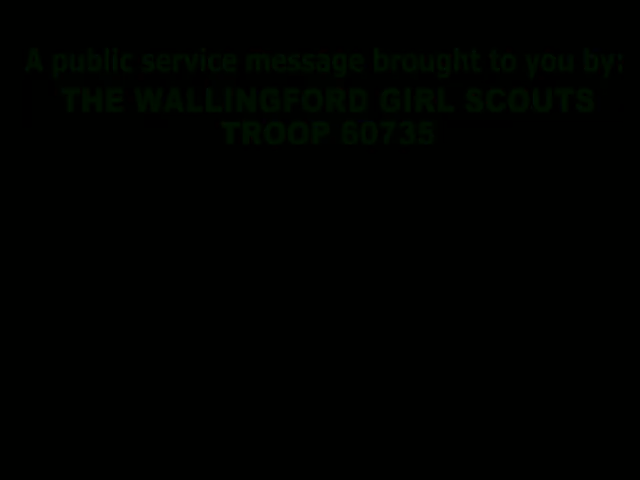 A public service message brought to you by:
THE WALLINGFORD GIRL SCOUTS
TROOP 60735